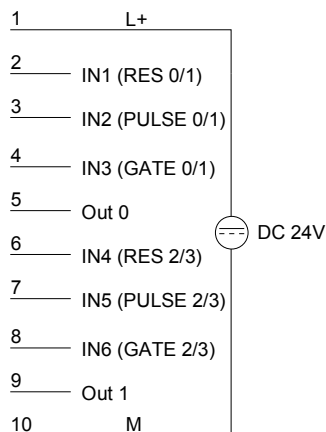 1 L+
2 IN1 (RES 0/1)
3 IN2 (PULSE 0/1)
4 IN3 (GATE 0/1)
5 Out 0
DC 24V
6 IN4 (RES 2/3)
7 IN5 (PULSE 2/3)
8 IN6 (GATE 2/3)
9 Out 1
10 M